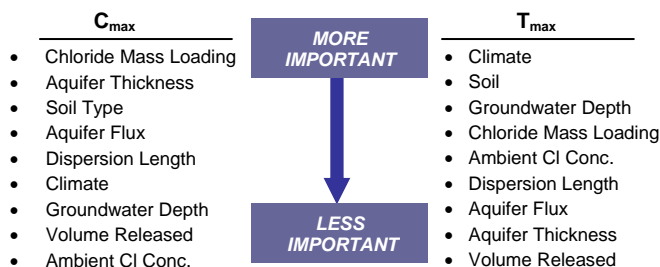 Cmax
• Chloride Mass Loading
• Aquifer Thickness
• Soil Type
• Aquifer Flux
• Dispersion Length
• Climate
• Groundwater Depth
• Volume Released
• Ambient Cl Conc.
MORE
IMPORTANT
LESS
IMPORTANT
Tmax
• Climate
• Soil
• Groundwater Depth
• Chloride Mass Loading
• Ambient Cl Conc.
• Dispersion Length
• Aquifer Flux
• Aquifer Thickness
• Volume Released